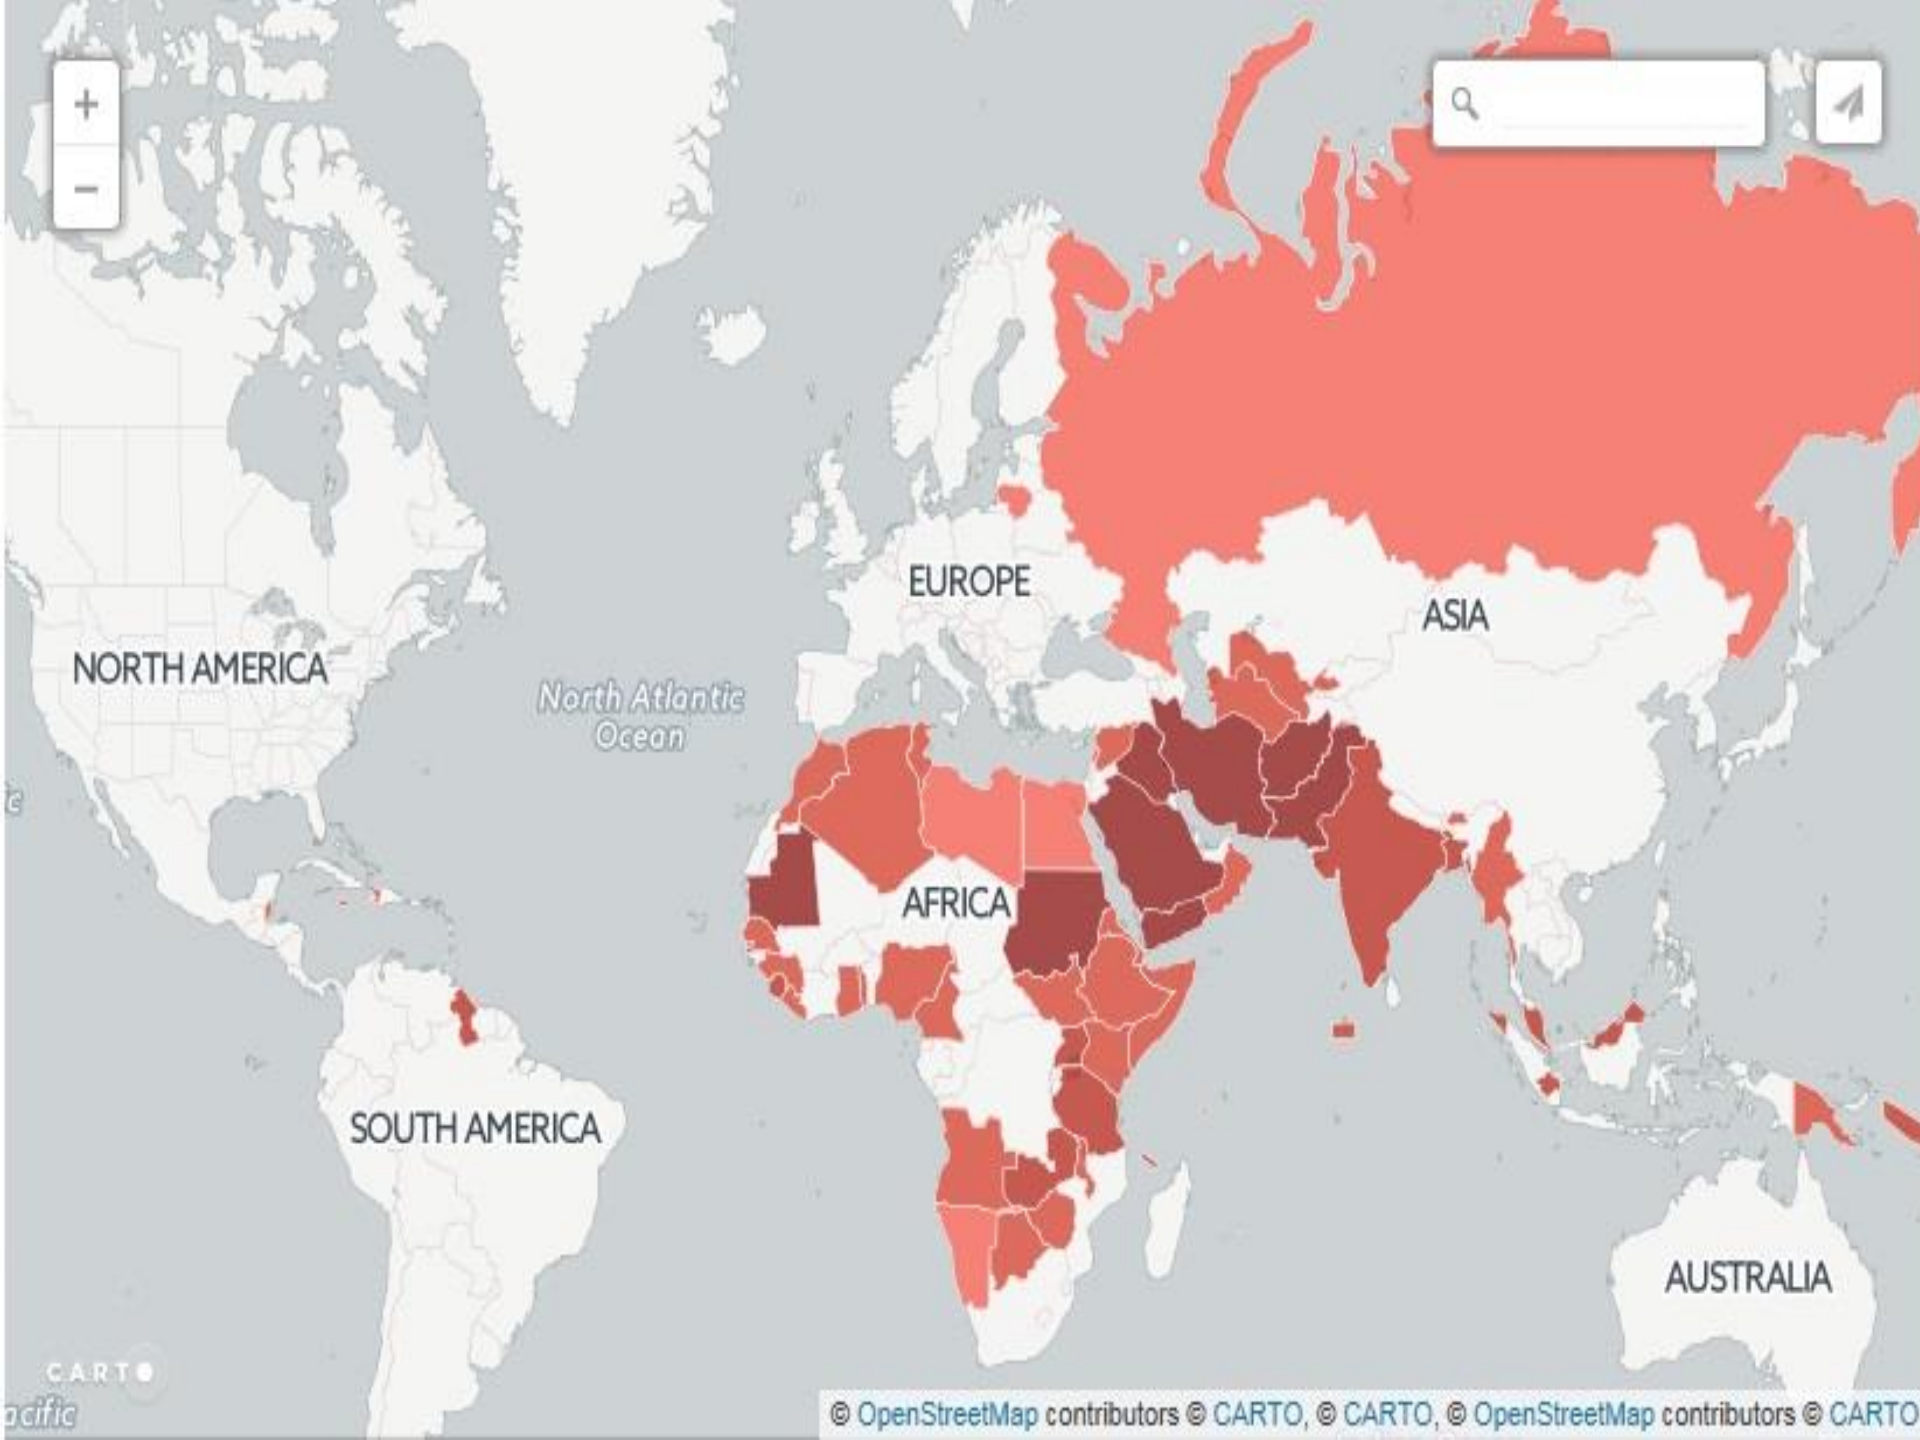 +
−
EUROPE
ASIA
NORTH AMERICA
North Atlantic
Ocean
c
AFRICA
SOUTH AMERICA
AUSTRALIA
CARTO
acific
© OpenStreetMap contributors © CARTO, © CARTO, © OpenStreetMap contributors © CARTO